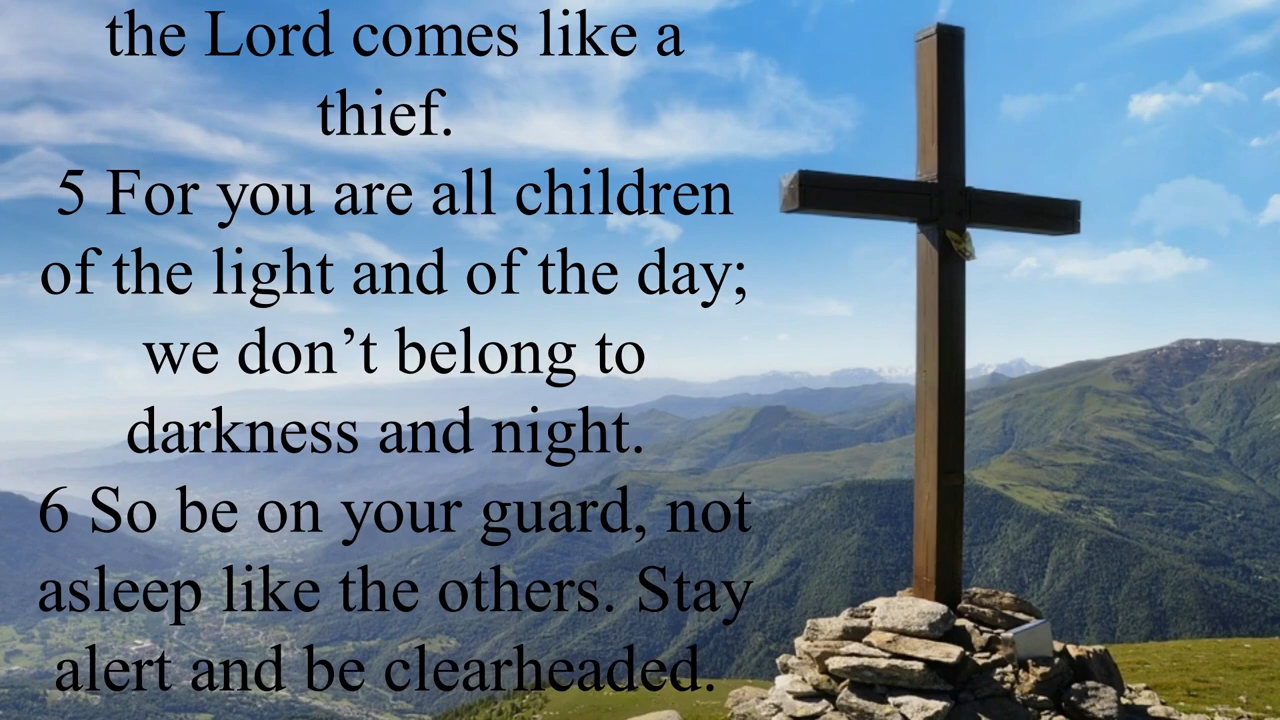 the Lord comes like a
thief.
5 For you are all children
of the light and of the day;
we don’t belong to
darkness and night.
6 So be on your guard, not
asleep like the others. Stay
alert and be clearheaded.